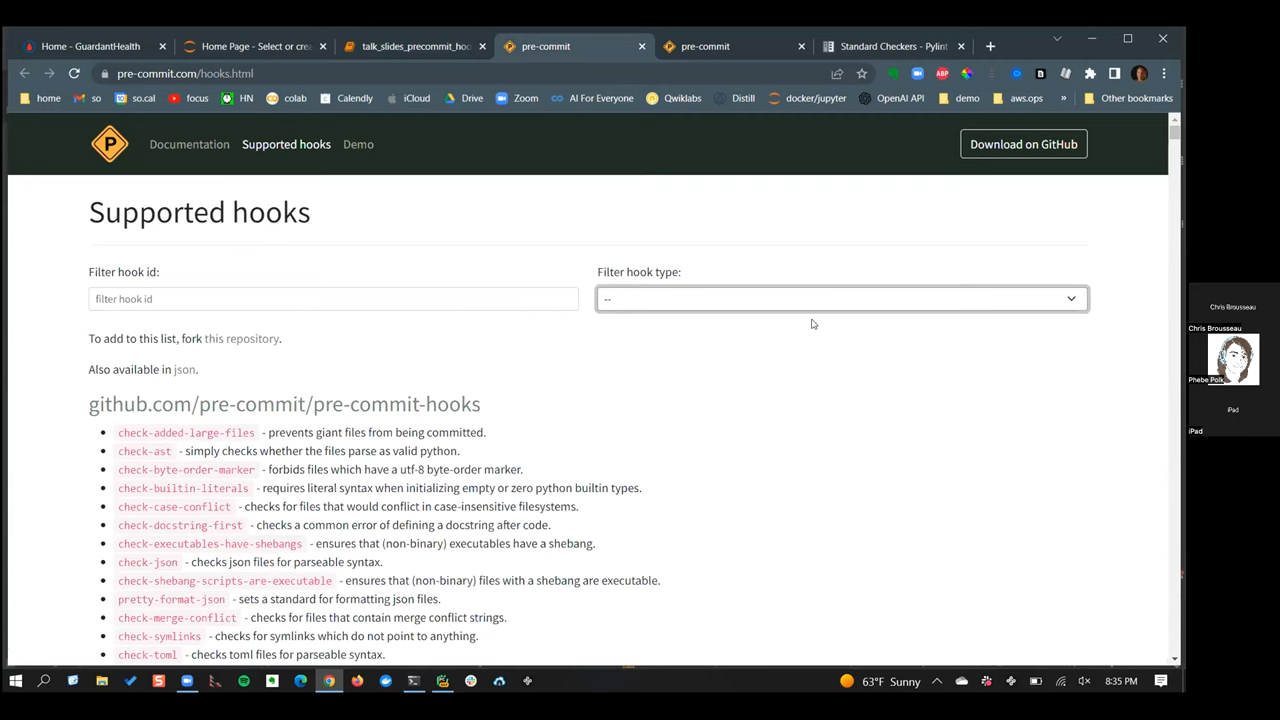 Home - GuardantHealth
Home Page - Select or cre
talk_slides_precommit_ho
pre-commit
pre-commit
Standard Checkers - Pylint
pre-commit.com/hooks.html
ABP
home
so
so.cal
focus
HN
colab
Calendly
iCloud
Drive
Zoom
AI For Everyone
Qwiklabs
Distill
docker/jupyter
OpenAI API
demo
aws.ops
»
Other bookmarks
P
Documentation
Supported hooks
Demo
Download on GitHub
Supported hooks
Filter hook id:
Filter hook type:
filter hook id
--
To add to this list, fork this repository.
Also available in json.
github.com/pre-commit/pre-commit-hooks
check-added-large-files - prevents giant files from being committed.
check-ast - simply checks whether the files parse as valid python.
check-byte-order-marker - forbids files which have a utf-8 byte-order marker.
check-builtin-literals - requires literal syntax when initializing empty or zero python builtin types.
check-case-conflict - checks for files that would conflict in case-insensitive filesystems.
check-docstring-first - checks a common error of defining a docstring after code.
check-executables-have-shebangs - ensures that (non-binary) executables have a shebang.
check-json - checks json files for parseable syntax.
check-shebang-scripts-are-executable - ensures that (non-binary) files with a shebang are executable.
pretty-format-json - sets a standard for formatting json files.
check-merge-conflict - checks for files that contain merge conflict strings.
check-symlinks - checks for symlinks which do not point to anything.
check-toml - checks toml files for parseable syntax.
Chris Brousseau
Chris Brousseau
Phebe Polk
iPad
iPad
63°F Sunny
8:35 PM